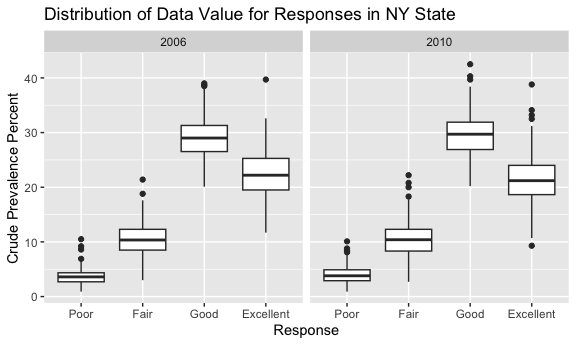 Distribution of Data Value for Responses in NY State
2006 2010
Crude Prevalence Percent
40
30
20
10
0
Poor Fair Good Excellent Poor Fair Good Excellent
Response